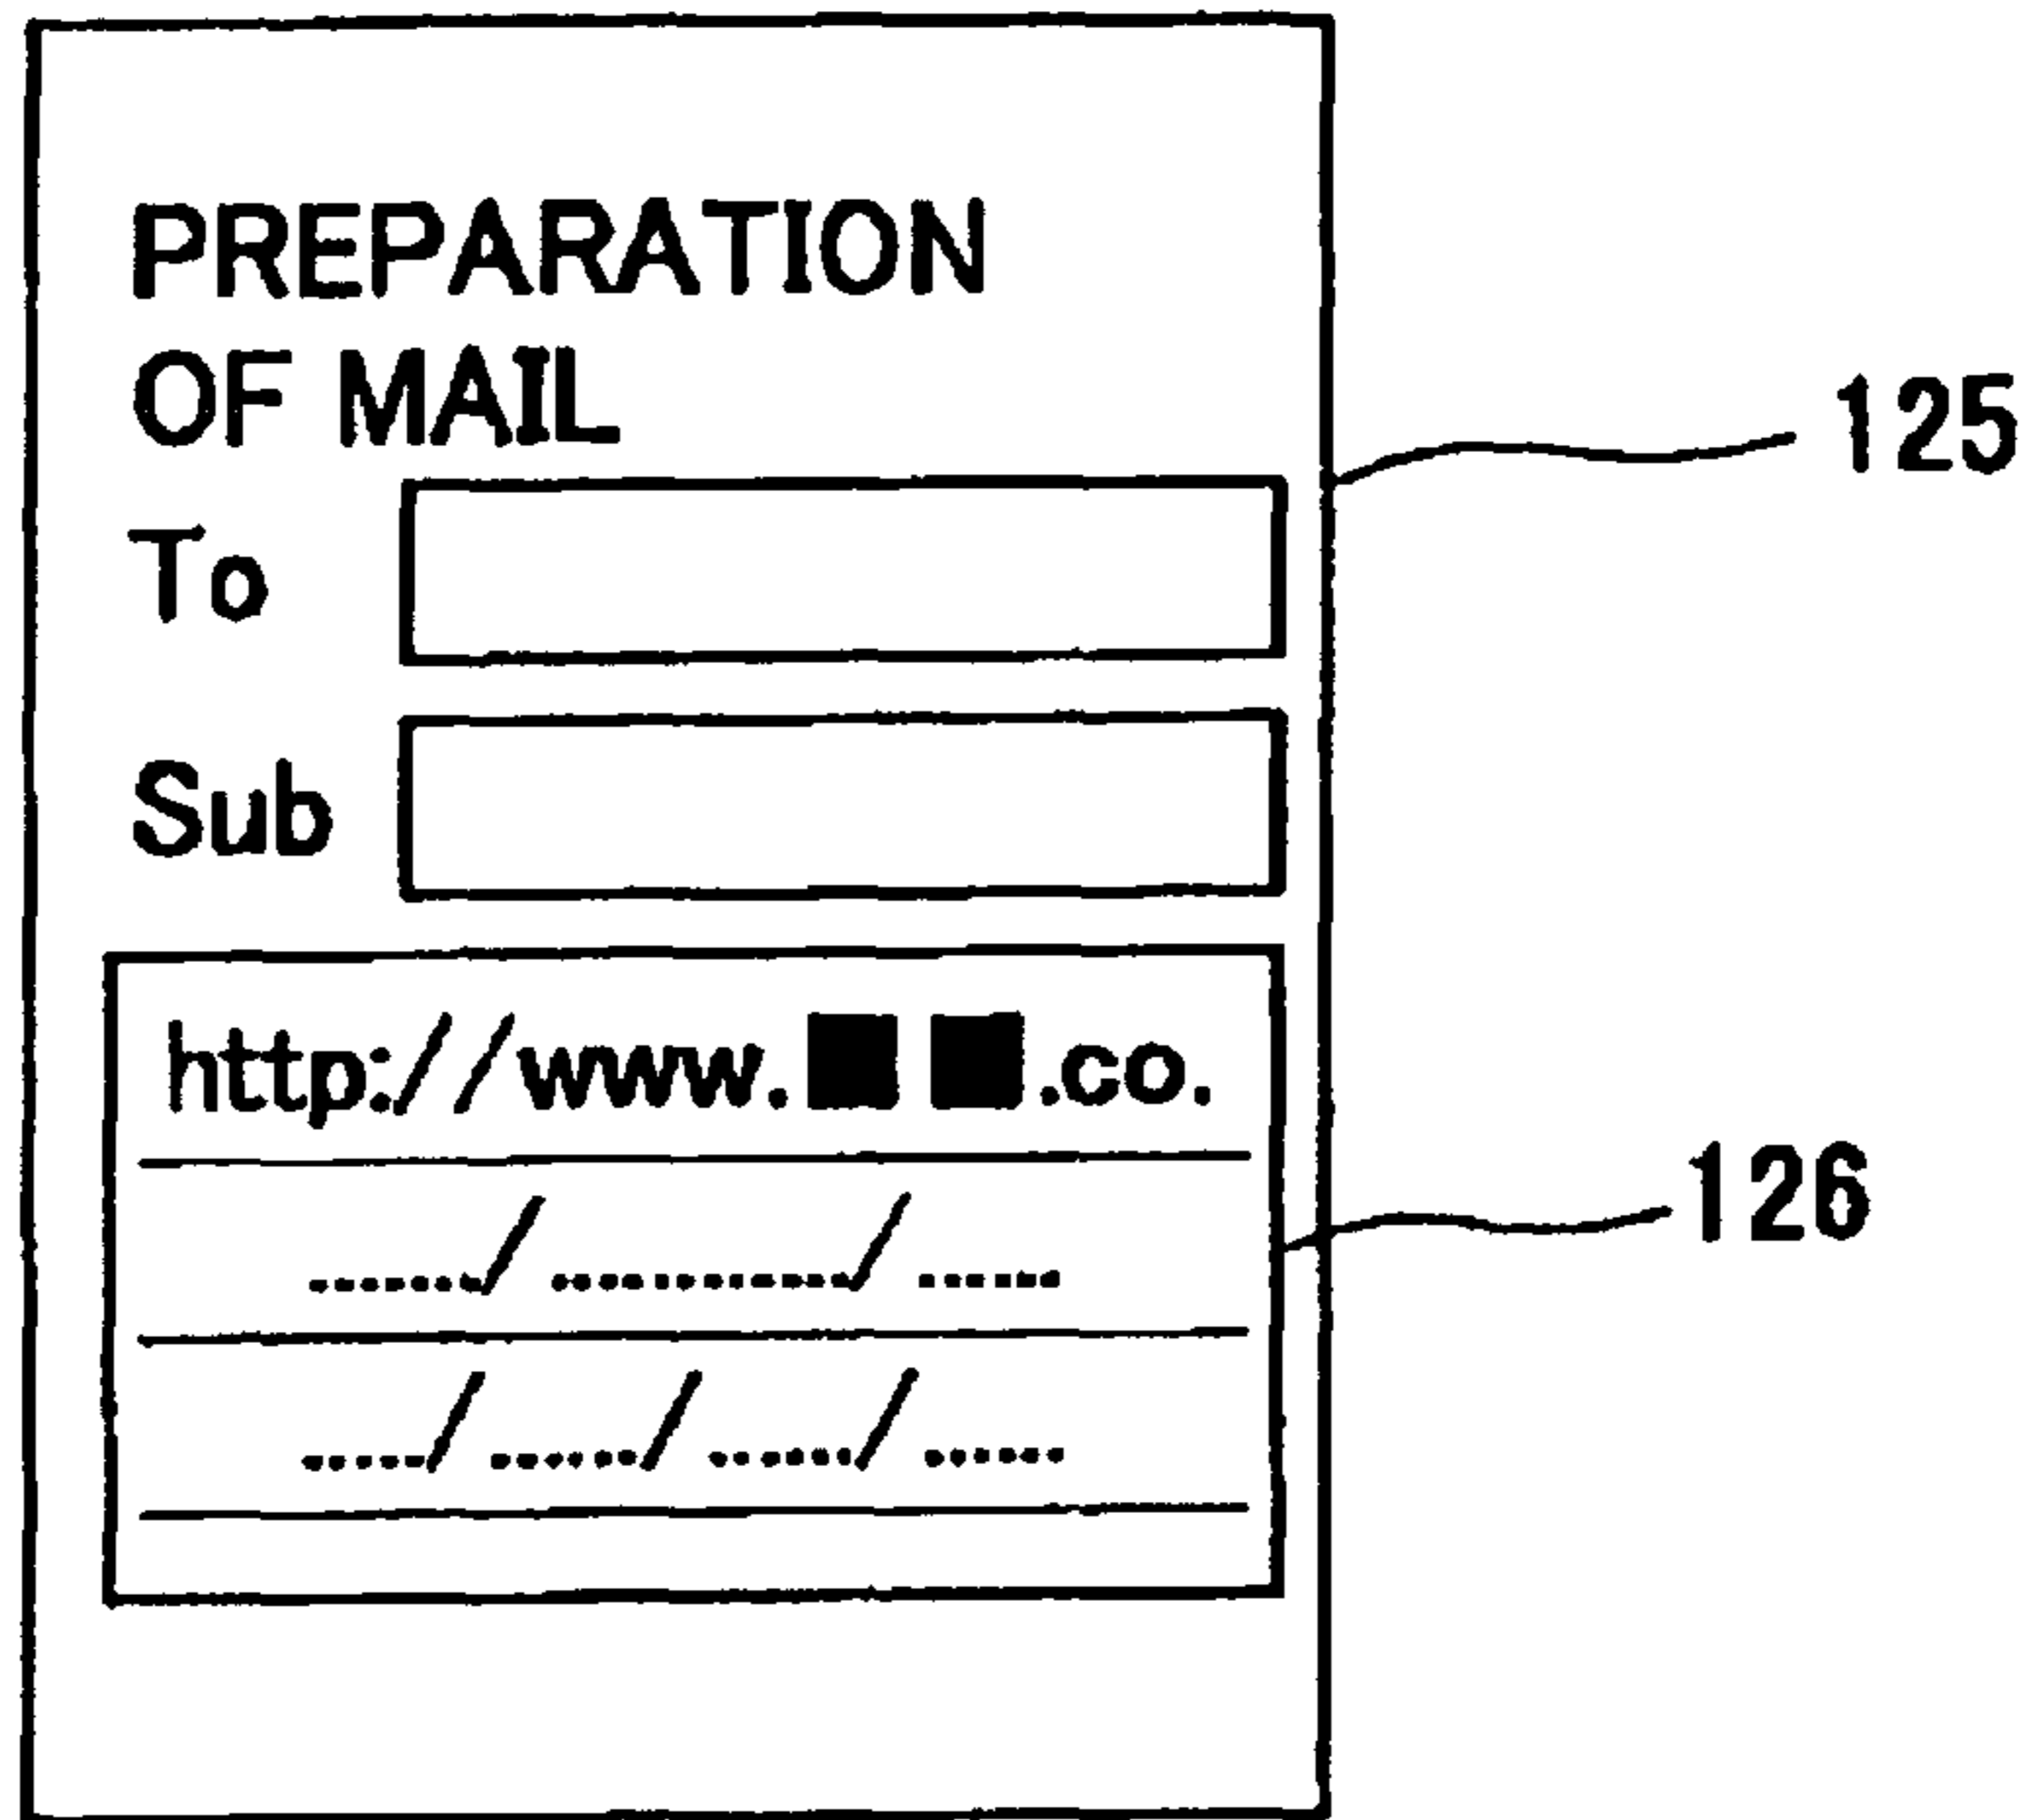 PREPARATION
OF MAIL
125
To
Sub
http://www.■ ■.co.
126
....../ ............/ ......
...../ ....../ ....../ ......